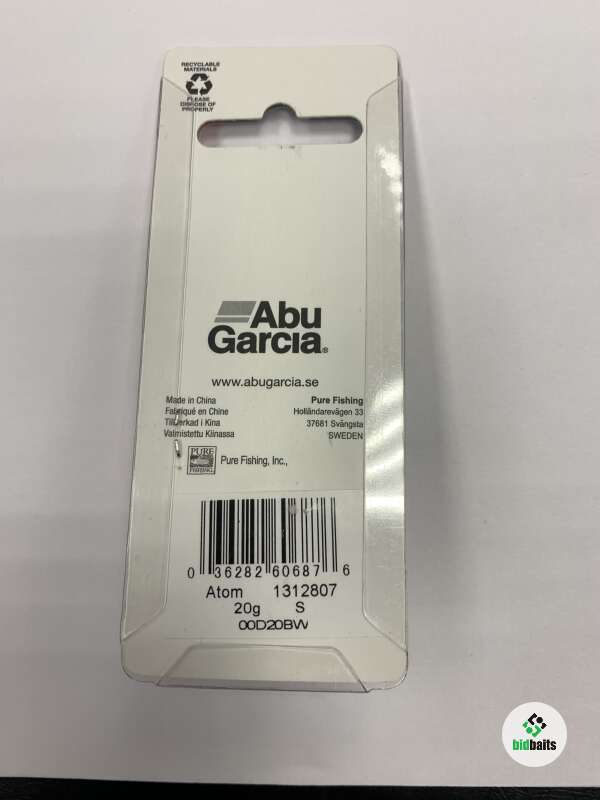 RECYCLABLE
MATERIALS
PLEASE
DISPOSE OF
PROPERLY
Abu
Garcia®
www.abugarcia.se
Made in China
Fabriqué en Chine
Tillverkad i Kina
Valmistettu Kiinassa
Pure Fishing
Holländarevägen 33
37681 Svängsta
SWEDEN
PURE
FISHING
Pure Fishing, Inc.,
0 36282 60687 6
Atom 1312807
20g S
00D20BW
bidbaits